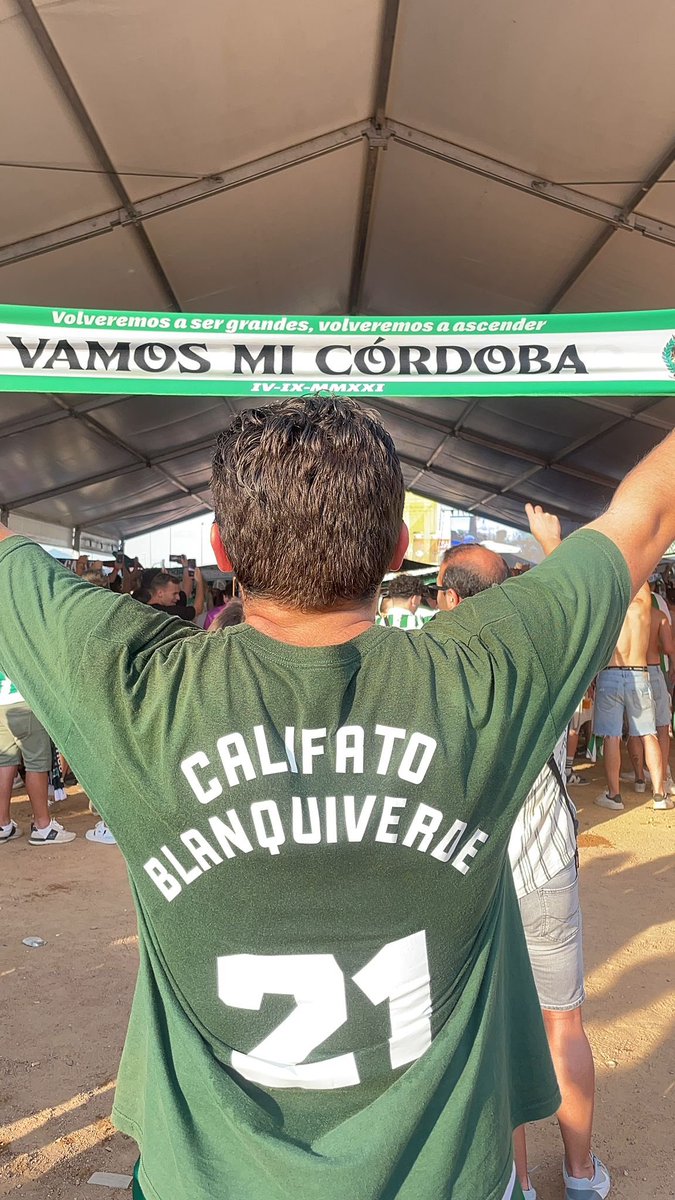 Volveremos a ser grandes, volveremos a ascender
VAMOS MI CÓRDOBA
IV-IX-MMXXI
CALIFATO
BLANQUIVERDE
21